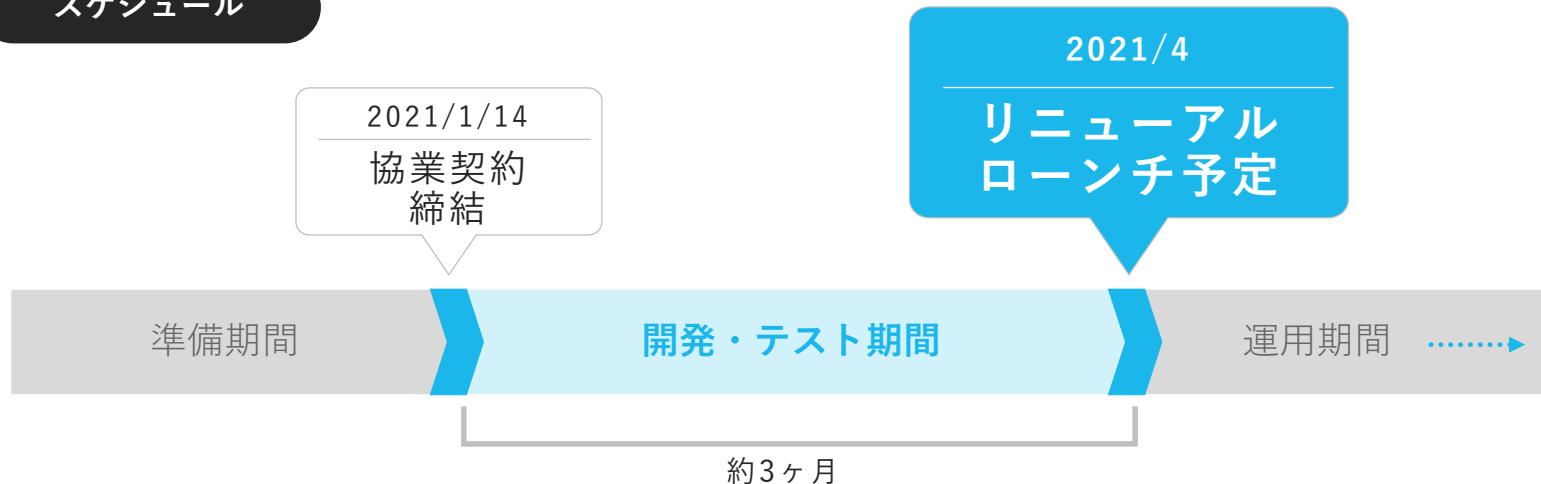 スケジュール
2021/4
リニューアル
ローンチ予定
2021/1/14
協業契約
締結
準備期間
開発・テスト期間
運用期間
約3ヶ月